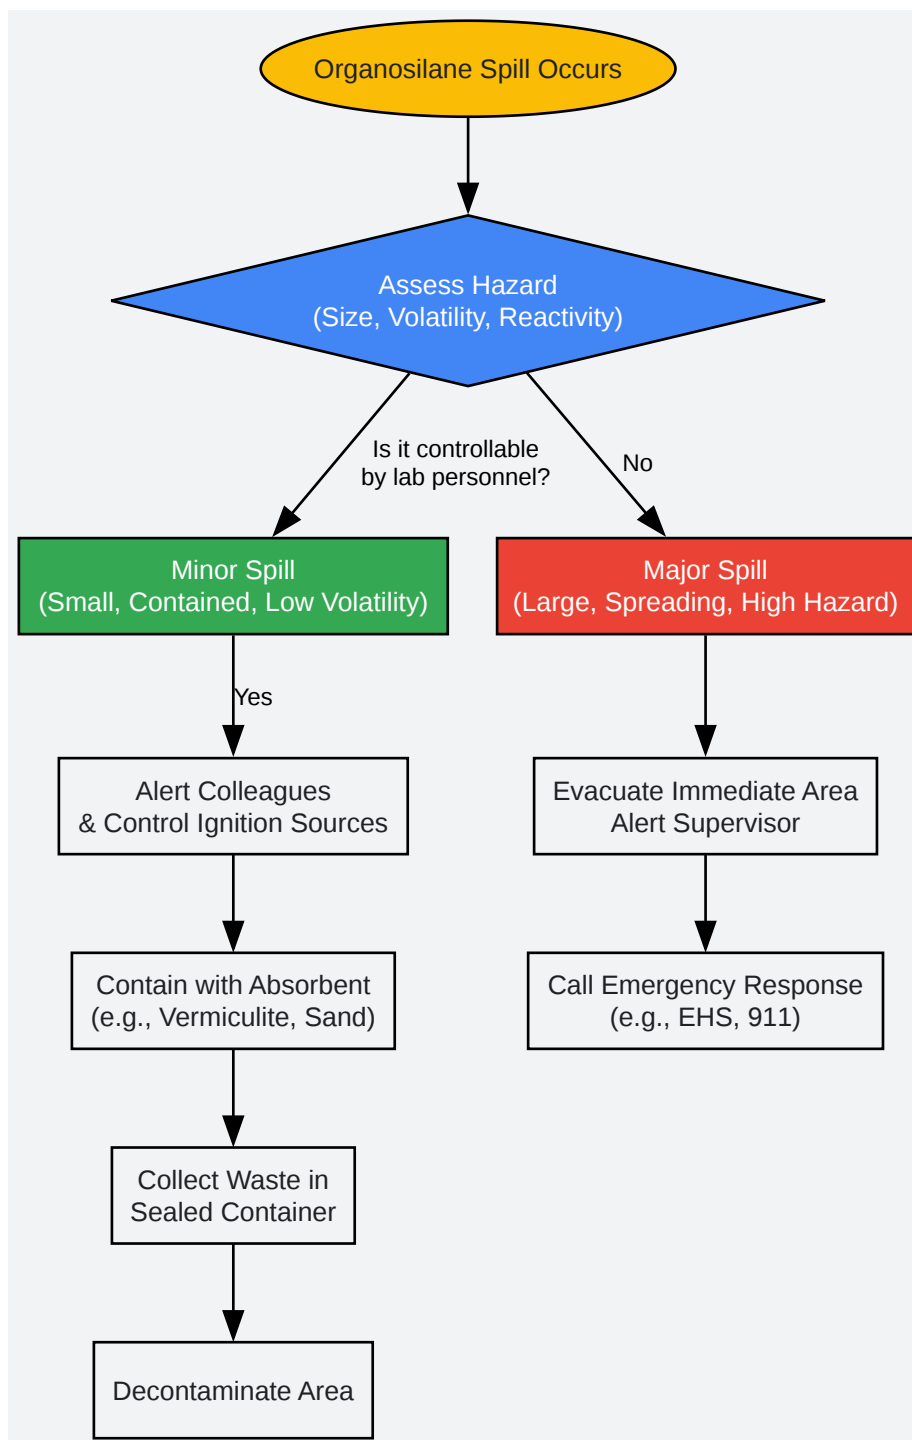 Organosilane Spill Occurs
Assess Hazard
(Size, Volatility, Reactivity)
Is it controllable
by lab personnel?
No
Minor Spill
(Small, Contained, Low Volatility)
Major Spill
(Large, Spreading, High Hazard)
Yes
Alert Colleagues
& Control Ignition Sources
Evacuate Immediate Area
Alert Supervisor
Contain with Absorbent
(e.g., Vermiculite, Sand)
Call Emergency Response
(e.g., EHS, 911)
Collect Waste in
Sealed Container
Decontaminate Area